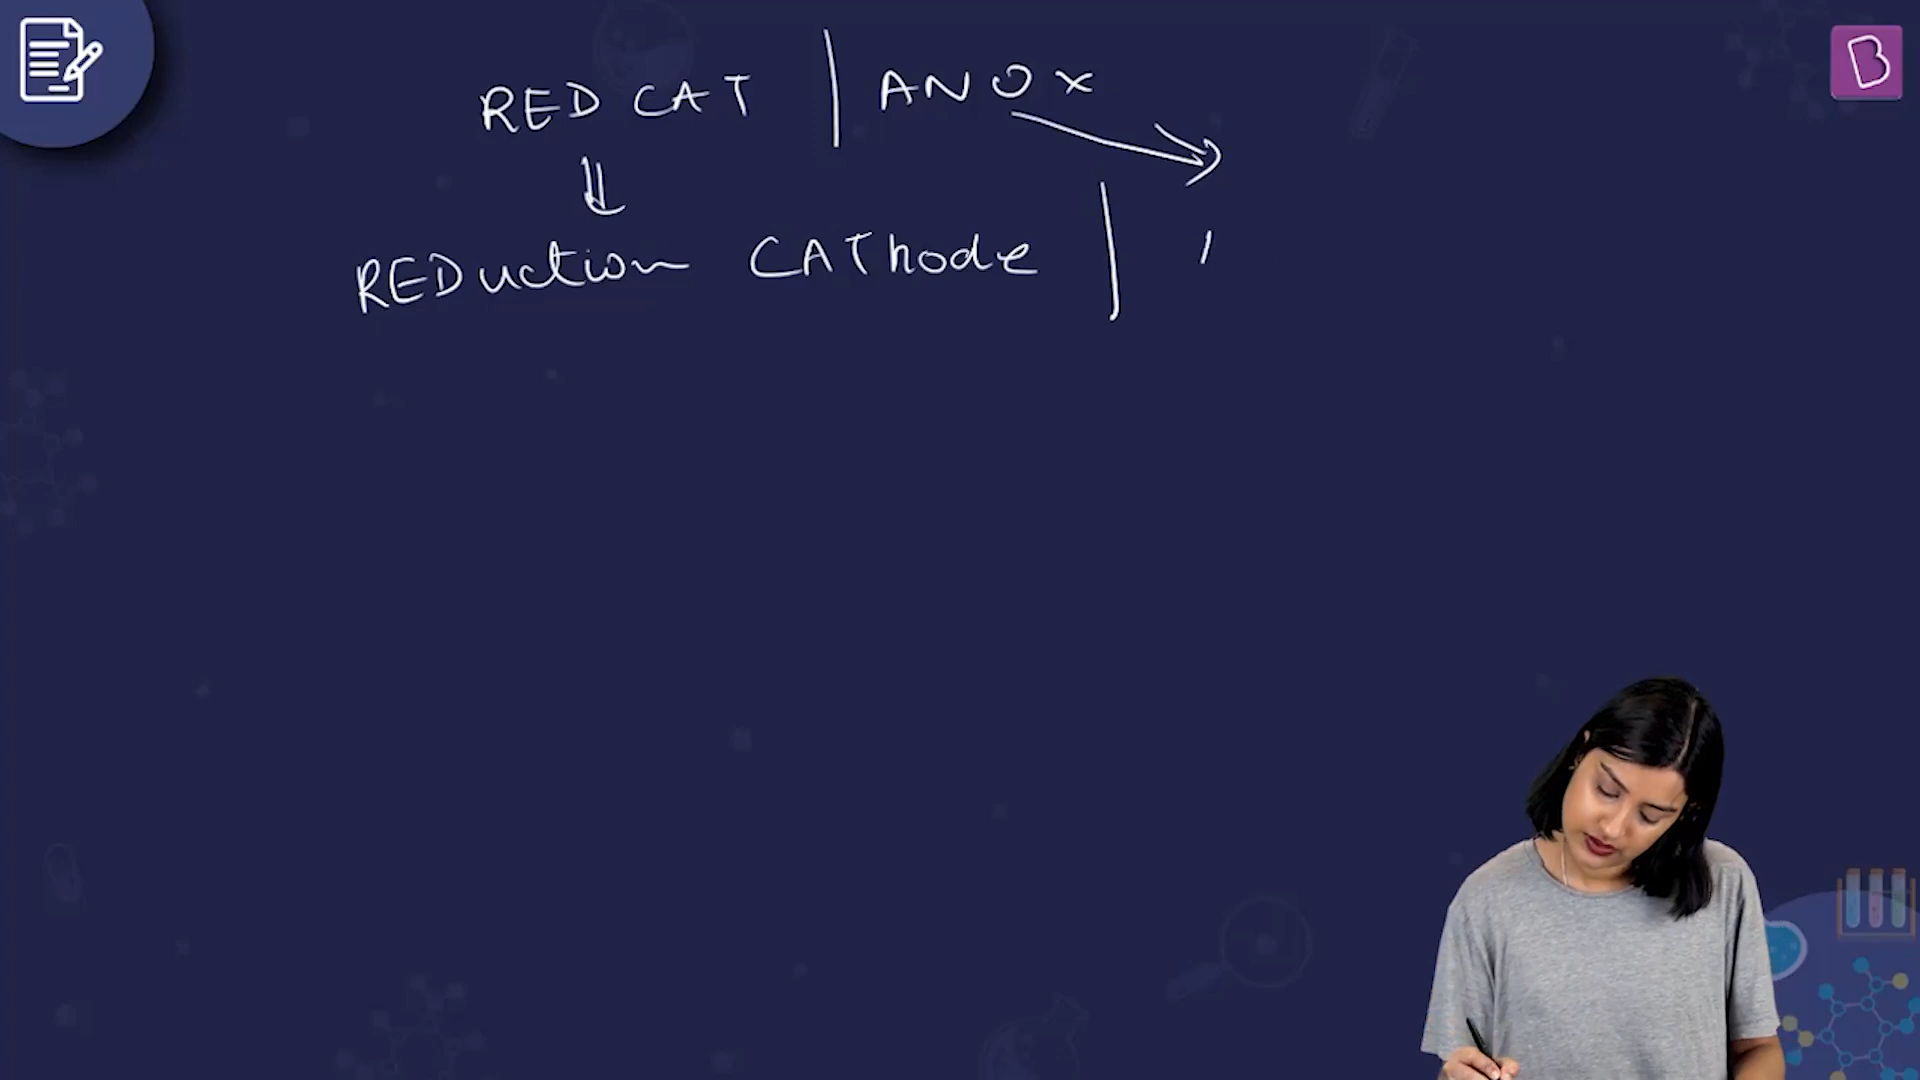 RED CAT | ANOX
REDuction CAThode |
B